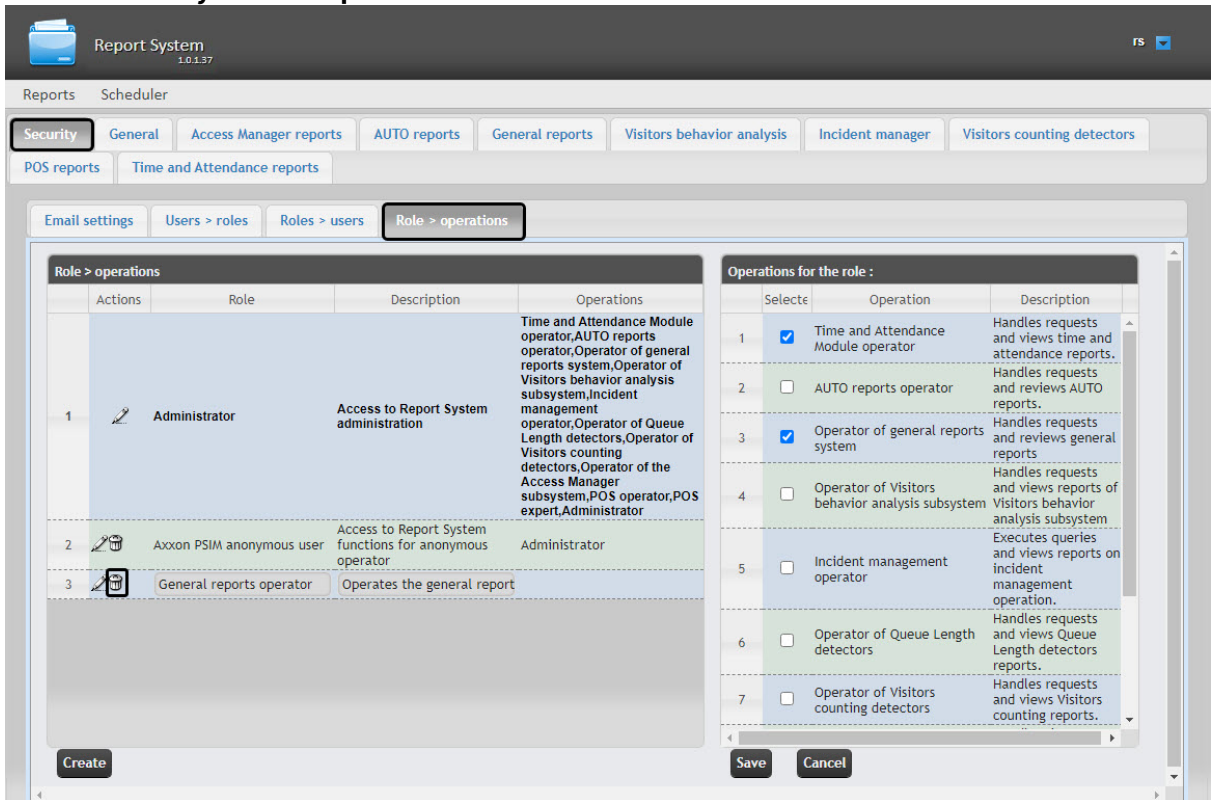 Report System
1.0.1.37
rs
Reports Scheduler
Security General Access Manager reports AUTO reports General reports Visitors behavior analysis Incident manager Visitors counting detectors
POS reports Time and Attendance reports
Email settings Users > roles Roles > users Role > operations
Role > operations
Actions Role Description Operations
1 Administrator
Access to Report System
administration
Time and Attendance Module
operator,AUTO reports
operator,Operator of general
reports system,Operator of
Visitors behavior analysis
subsystem,Incident
management
operator,Operator of Queue
Length detectors,Operator of
Visitors counting
detectors,Operator of the
Access Manager
subsystem,POS operator,POS
expert,Administrator
2 Axxon PSIM anonymous user
Access to Report System
functions for anonymous
operator
Administrator
3 General reports operator Operates the general report
Create
Operations for the role :
Selecte Operation Description
1 Time and Attendance
Module operator
Handles requests
and views time and
attendance reports.
2 AUTO reports operator
Handles requests
and reviews AUTO
reports.
3 Operator of general reports
system
Handles requests
and reviews general
reports
4 Operator of Visitors
behavior analysis subsystem
Handles requests
and views reports of
Visitors behavior
analysis subsystem
5 Incident management
operator
Executes queries
and views reports on
incident
management
operation.
6 Operator of Queue Length
detectors
Handles requests
and views Queue
Length detectors
reports.
7 Operator of Visitors
counting detectors
Handles requests
and views Visitors
counting reports.
Save Cancel